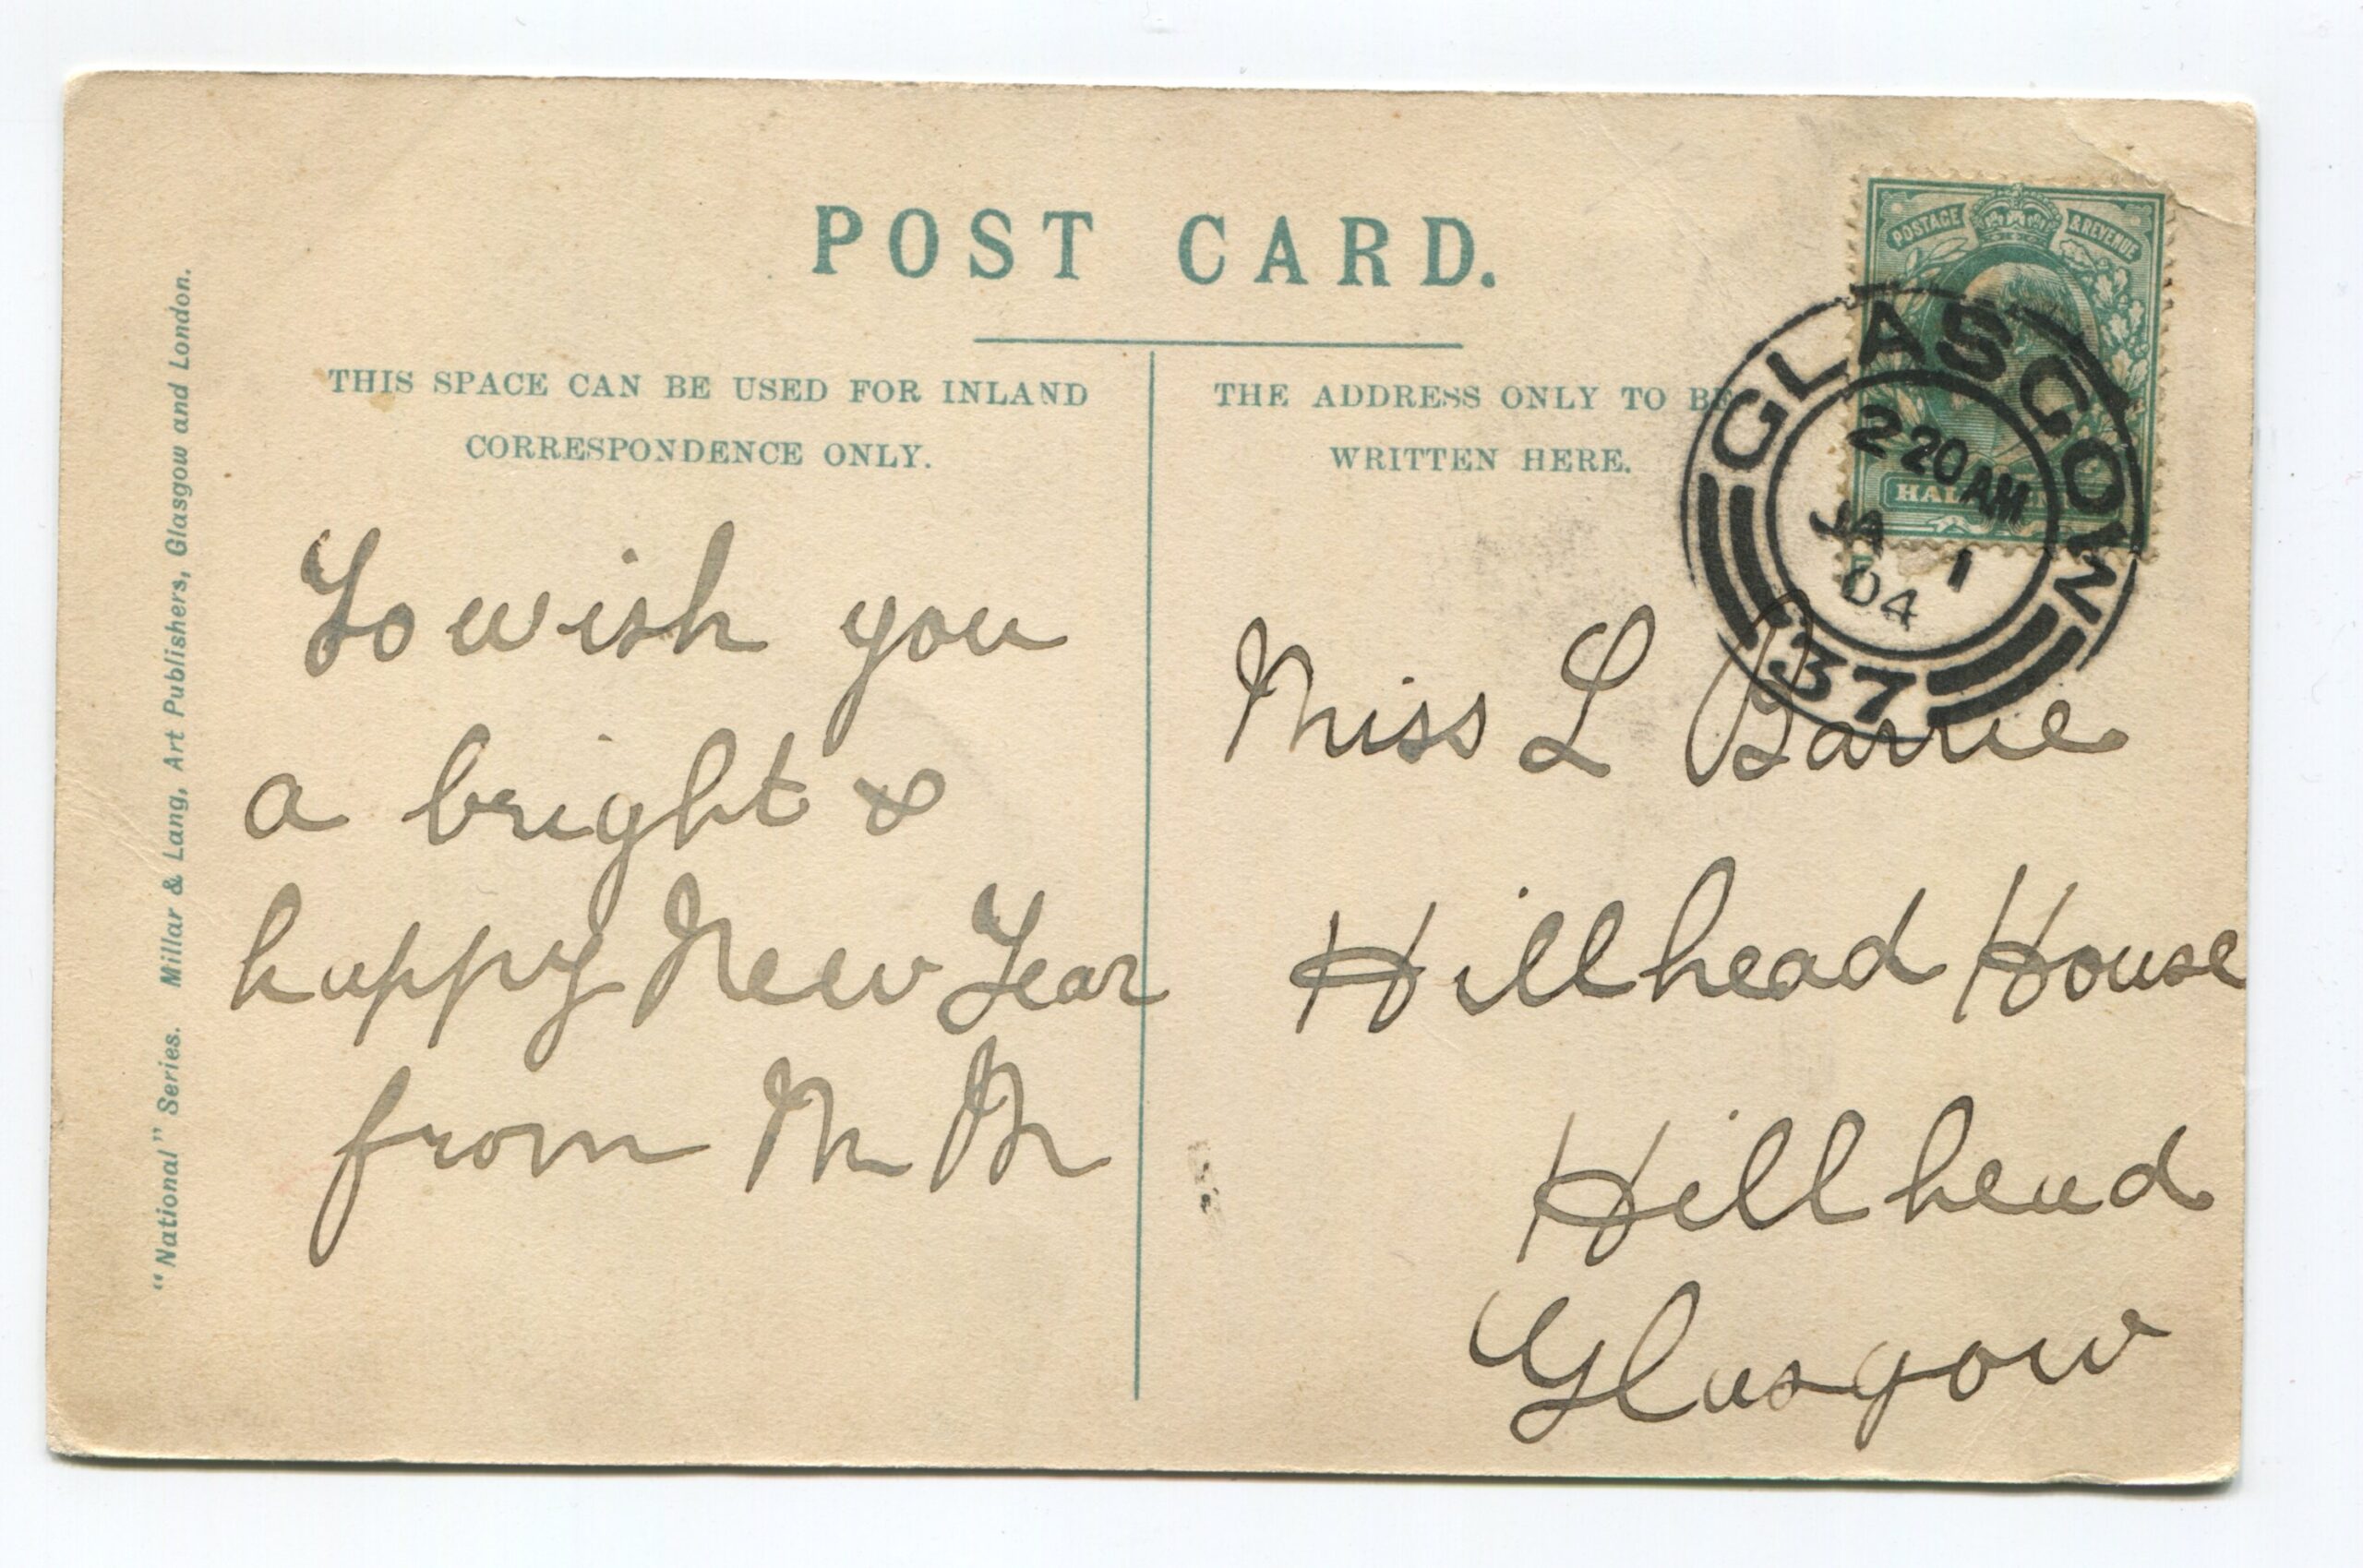 POST CARD.
THIS SPACE CAN BE USED FOR INLAND
CORRESPONDENCE ONLY.
THE ADDRESS ONLY TO BE
WRITTEN HERE.
"National" Series. Millar & Lang, Art Publishers, Glasgow and London.
To wish you
a bright &
happy New Year
from M M
POSTAGE & REVENUE
GLASGOW
2 20 AM
JA 1
04
37
Miss L Barrie
Hillhead House
Hillhead
Glasgow